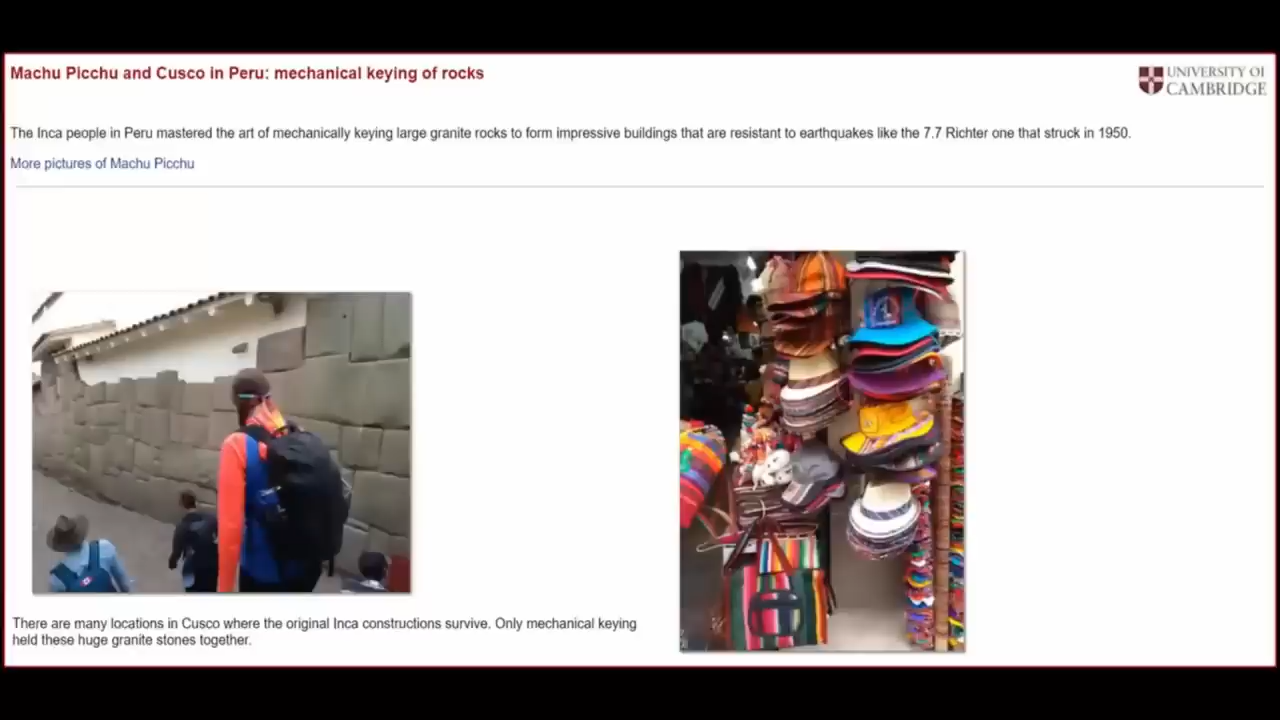 Machu Picchu and Cusco in Peru: mechanical keying of rocks
UNIVERSITY OF
CAMBRIDGE
The Inca people in Peru mastered the art of mechanically keying large granite rocks to form impressive buildings that are resistant to earthquakes like the 7.7 Richter one that struck in 1950.
More pictures of Machu Picchu
There are many locations in Cusco where the original Inca constructions survive. Only mechanical keying
held these huge granite stones together.